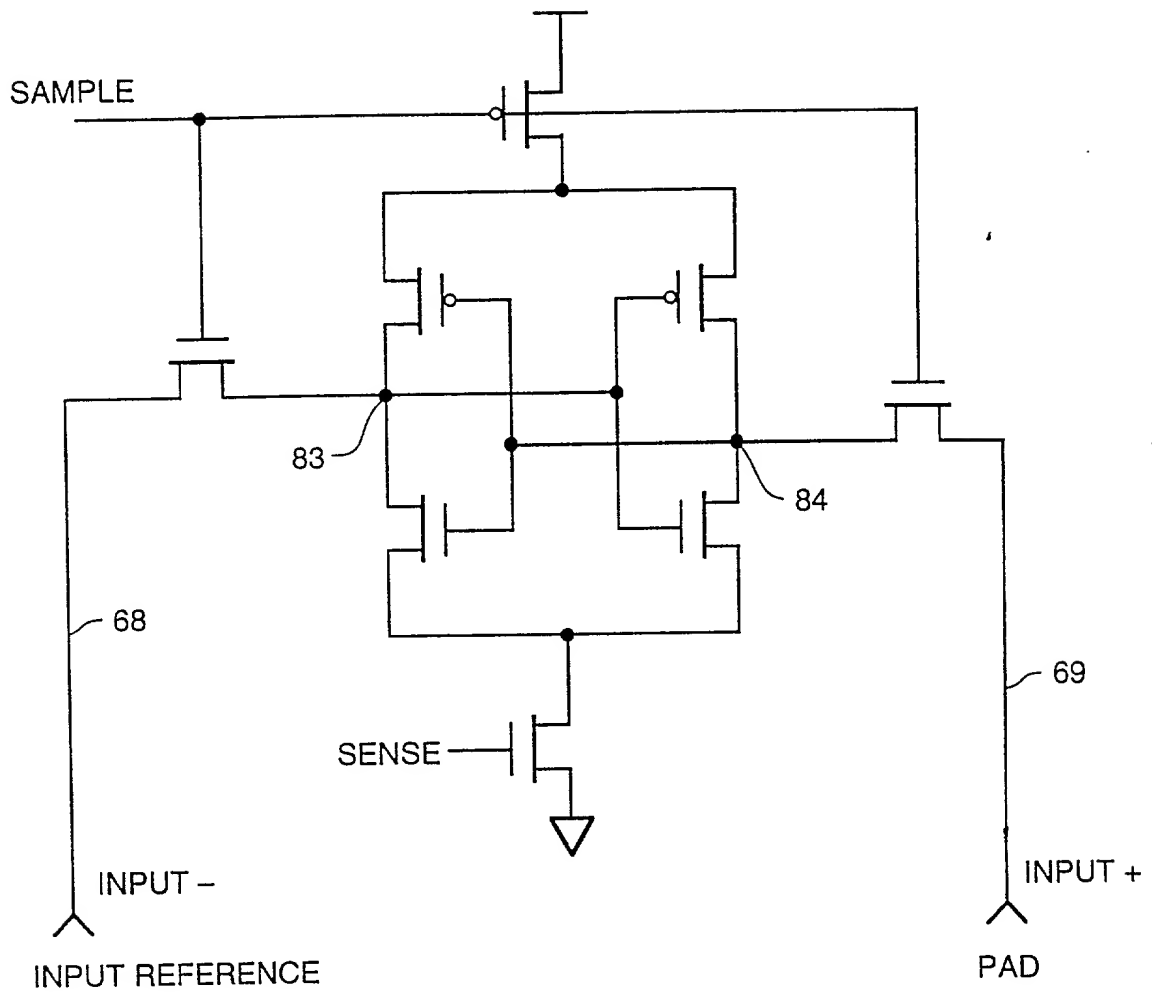 SAMPLE
83
84
68
69
SENSE
INPUT –
INPUT +
INPUT REFERENCE
PAD